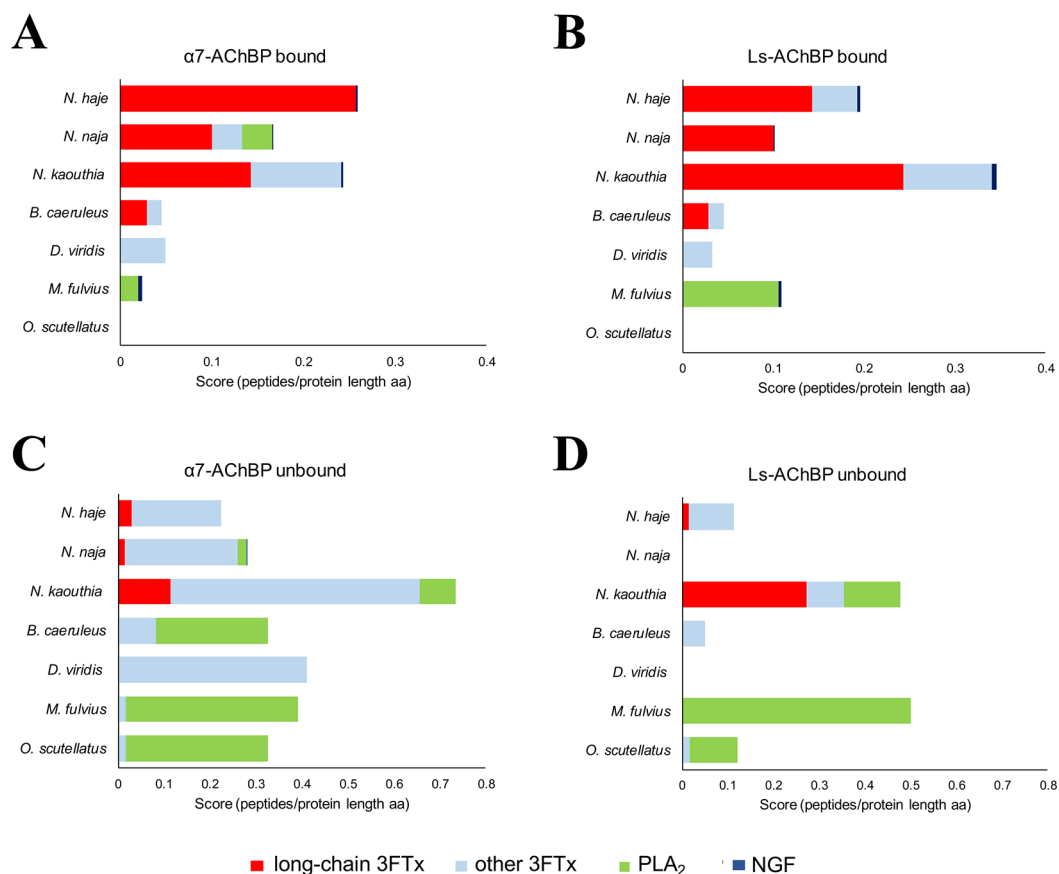 A
α7-AChBP bound
N. haje
N. naja
N. kaouthia
B. caeruleus
D. viridis
M. fulvius
O. scutellatus
0 0.1 0.2 0.3 0.4
Score (peptides/protein length aa)
B
Ls-AChBP bound
N. haje
N. naja
N. kaouthia
B. caeruleus
D. viridis
M. fulvius
O. scutellatus
0 0.1 0.2 0.3 0.4
Score (peptides/protein length aa)
C
α7-AChBP unbound
N. haje
N. naja
N. kaouthia
B. caeruleus
D. viridis
M. fulvius
O. scutellatus
0 0.1 0.2 0.3 0.4 0.5 0.6 0.7 0.8
Score (peptides/protein length aa)
D
Ls-AChBP unbound
N. haje
N. naja
N. kaouthia
B. caeruleus
D. viridis
M. fulvius
O. scutellatus
0 0.1 0.2 0.3 0.4 0.5 0.6 0.7 0.8
Score (peptides/protein length aa)
long-chain 3FTx other 3FTx PLA₂ NGF